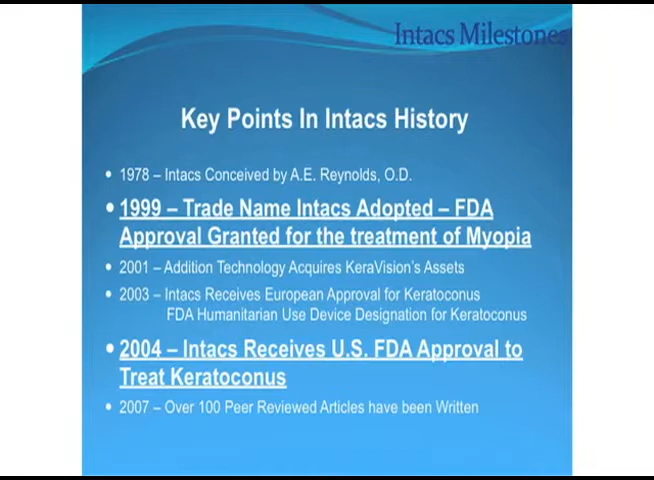 Intacs Milestones
Key Points In Intacs History
• 1978 – Intacs Conceived by A.E. Reynolds, O.D.
• 1999 – Trade Name Intacs Adopted – FDA
Approval Granted for the treatment of Myopia
• 2001 – Addition Technology Acquires KeraVision's Assets
• 2003 – Intacs Receives European Approval for Keratoconus
FDA Humanitarian Use Device Designation for Keratoconus
• 2004 – Intacs Receives U.S. FDA Approval to
Treat Keratoconus
• 2007 – Over 100 Peer Reviewed Articles have been Written